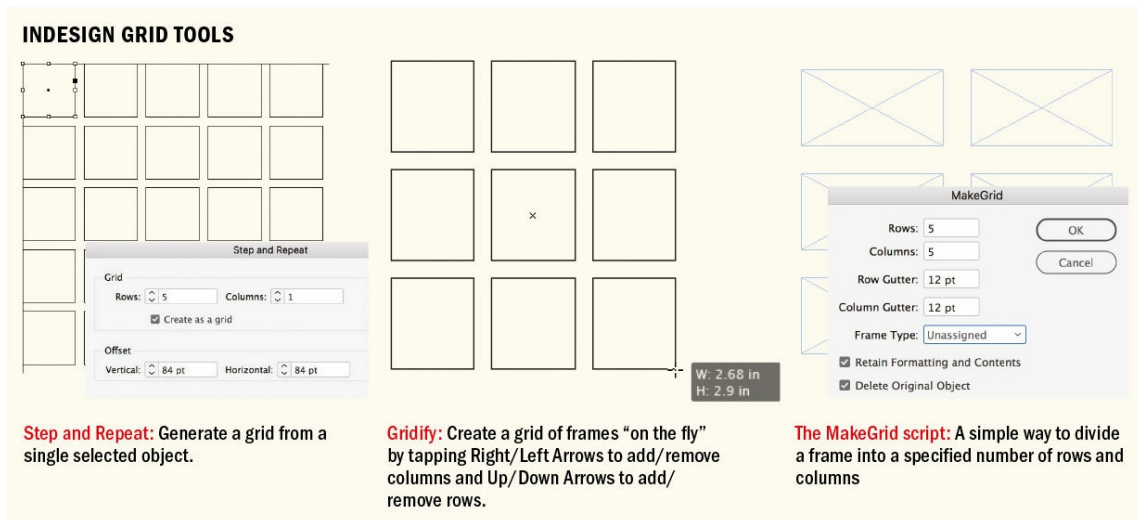 INDESIGN GRID TOOLS
Step and Repeat
Grid
Rows: 5 Columns: 1
Create as a grid
Offset
Vertical: 84 pt Horizontal: 84 pt
Step and Repeat: Generate a grid from a
single selected object.
W: 2.68 in
H: 2.9 in
Gridify: Create a grid of frames “on the fly”
by tapping Right/Left Arrows to add/remove
columns and Up/Down Arrows to add/
remove rows.
MakeGrid
Rows: 5
OK
Columns: 5
Cancel
Row Gutter: 12 pt
Column Gutter: 12 pt
Frame Type: Unassigned
Retain Formatting and Contents
Delete Original Object
The MakeGrid script: A simple way to divide
a frame into a specified number of rows and
columns